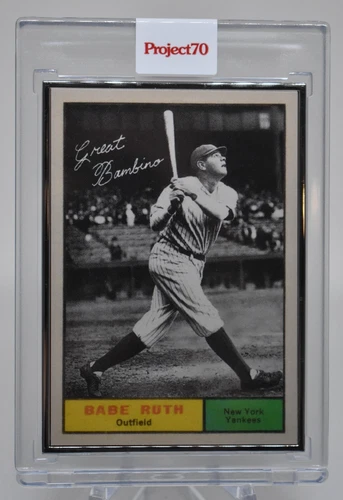 Project70
Great
Bambino
BABE RUTH
Outfield
New York
Yankees